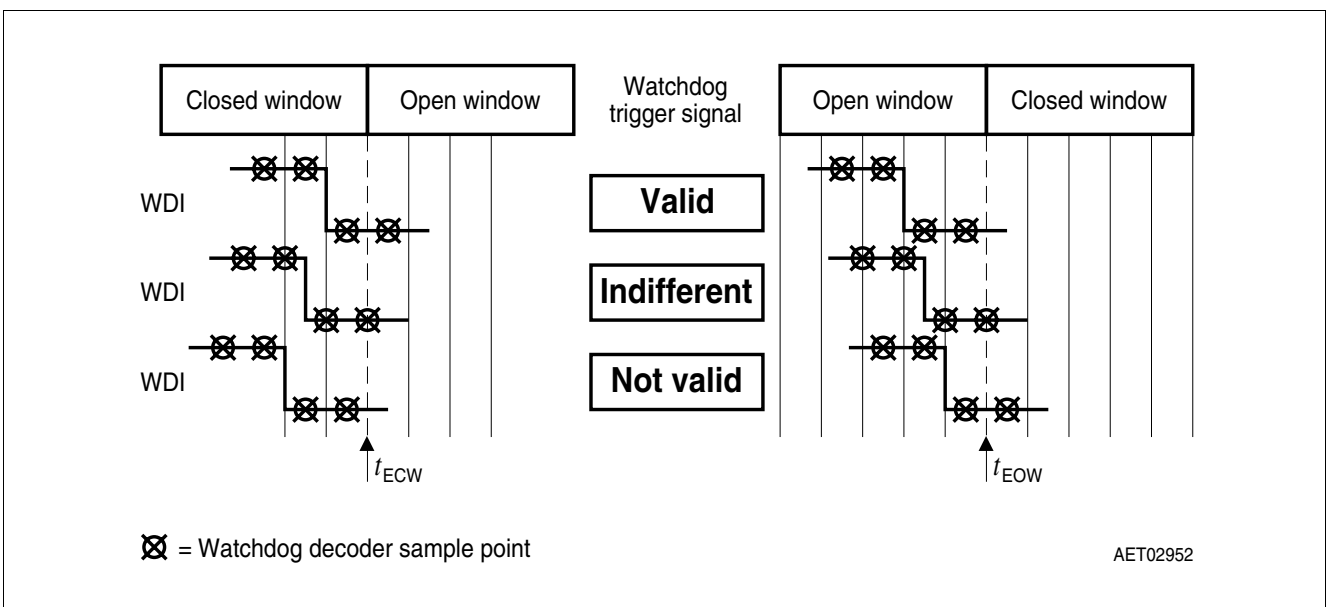 Closed window
Open window
Watchdog
trigger signal
Open window
Closed window
WDI
Valid
WDI
Indifferent
WDI
Not valid
tECW
tEOW
= Watchdog decoder sample point
AET02952